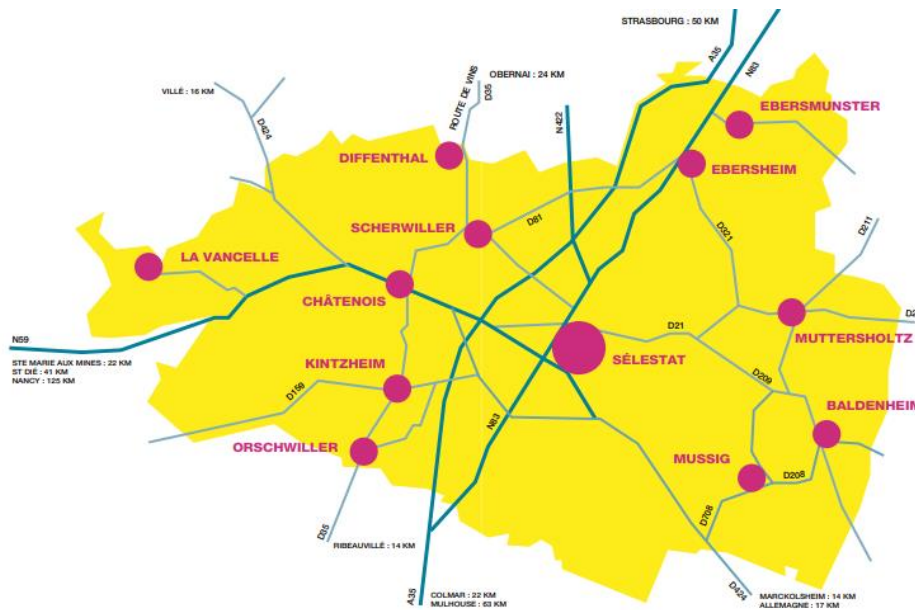 STRASBOURG : 50 KM
A35
N83
OBERNAI : 24 KM
ROUTE DE VINS
D35
VILLÉ : 16 KM
D424
N422
EBERSMUNSTER
DIFFENTHAL
EBERSHEIM
SCHERWILLER
D81
D321
D211
LA VANCELLE
CHÂTENOIS
N59
STE MARIE AUX MINES : 22 KM
ST DIÉ : 41 KM
NANCY : 125 KM
KINTZHEIM
SÉLESTAT
D21
MUTTERSHOLTZ
D159
D209
BALDENHEIM
ORSCHWILLER
N83
MUSSIG
D208
D35
RIBEAUVILLÉ : 14 KM
D708
A35
COLMAR : 22 KM
MULHOUSE : 63 KM
D424
MARCKOLSHEIM : 14 KM
ALLEMAGNE : 17 KM